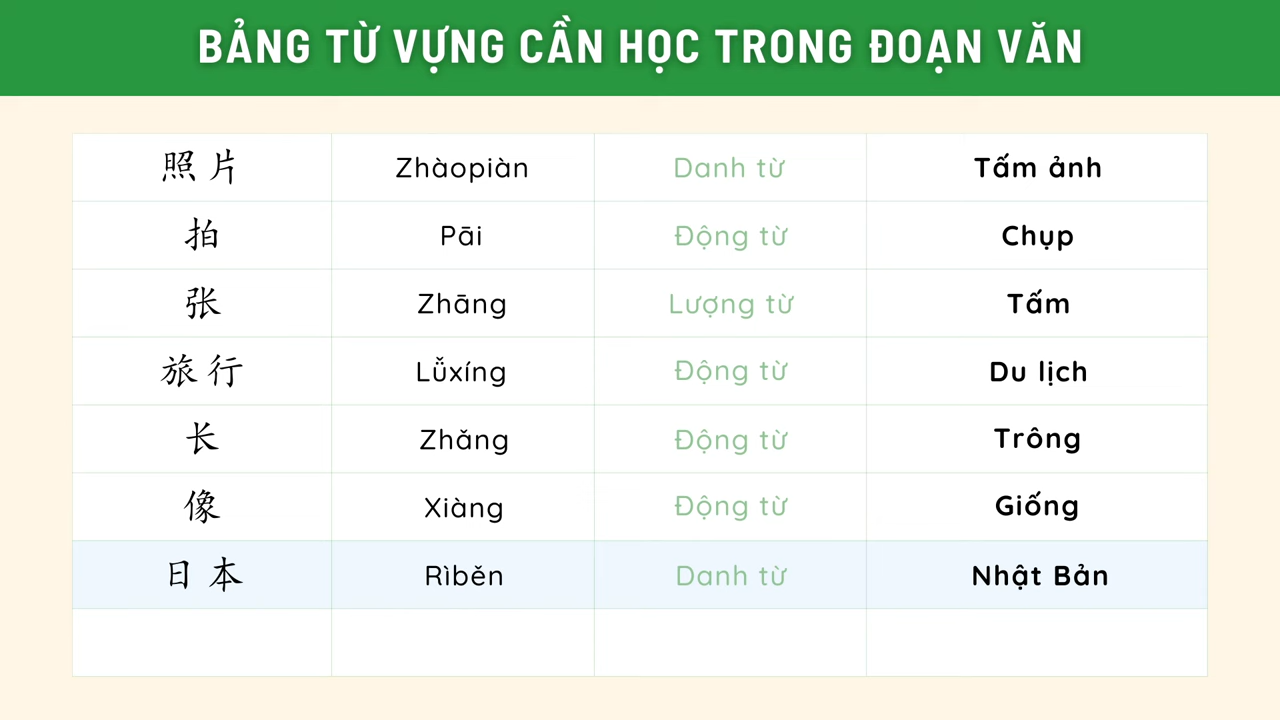 BẢNG TỪ VỰNG CẦN HỌC TRONG ĐOẠN VĂN
照片 Zhàopiàn Danh từ Tấm ảnh
拍 Pāi Động từ Chụp
张 Zhāng Lượng từ Tấm
旅行 Lǚxíng Động từ Du lịch
长 Zhǎng Động từ Trông
像 Xiàng Động từ Giống
日本 Rìběn Danh từ Nhật Bản